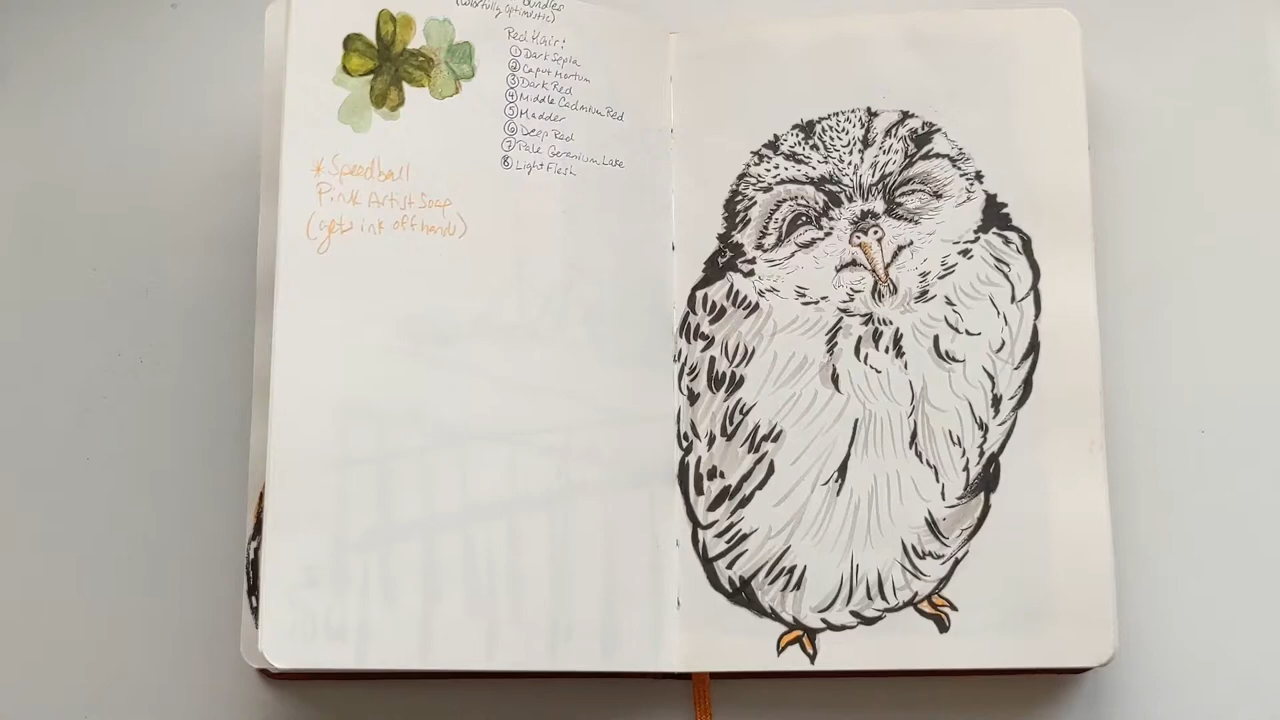 (colorfully optimistic)
Red Hair:
① Dark Sepia
② Caput Mortum
③ Dark Red
④ Middle Cadmium Red
⑤ Madder
⑥ Deep Red
⑦ Pale Geranium Lake
⑧ Light Flesh
* Speedball
Pink Artist Soap
(gets ink off hands)